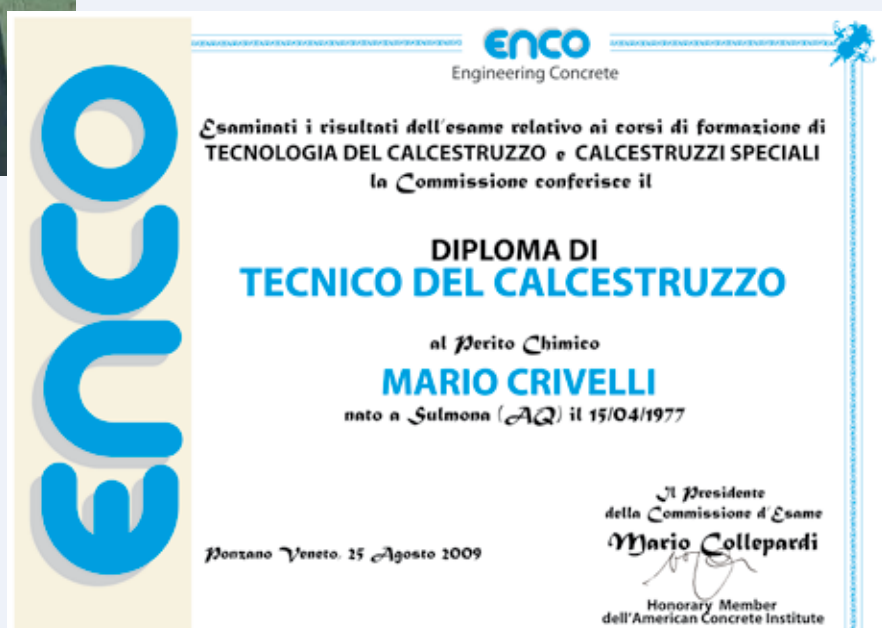 ENCO
ENCO
Engineering Concrete
Esaminati i risultati dell'esame relativo ai corsi di formazione di
TECNOLOGIA DEL CALCESTRUZZO e CALCESTRUZZI SPECIALI
la Commissione conferisce il
DIPLOMA DI
TECNICO DEL CALCESTRUZZO
al Perito Chimico
MARIO CRIVELLI
nato a Sulmona (AQ) il 15/04/1977
Il Presidente
della Commissione d'Esame
Mario Collepardi
Ponzano Veneto, 25 Agosto 2009
Honorary Member
dell'American Concrete Institute